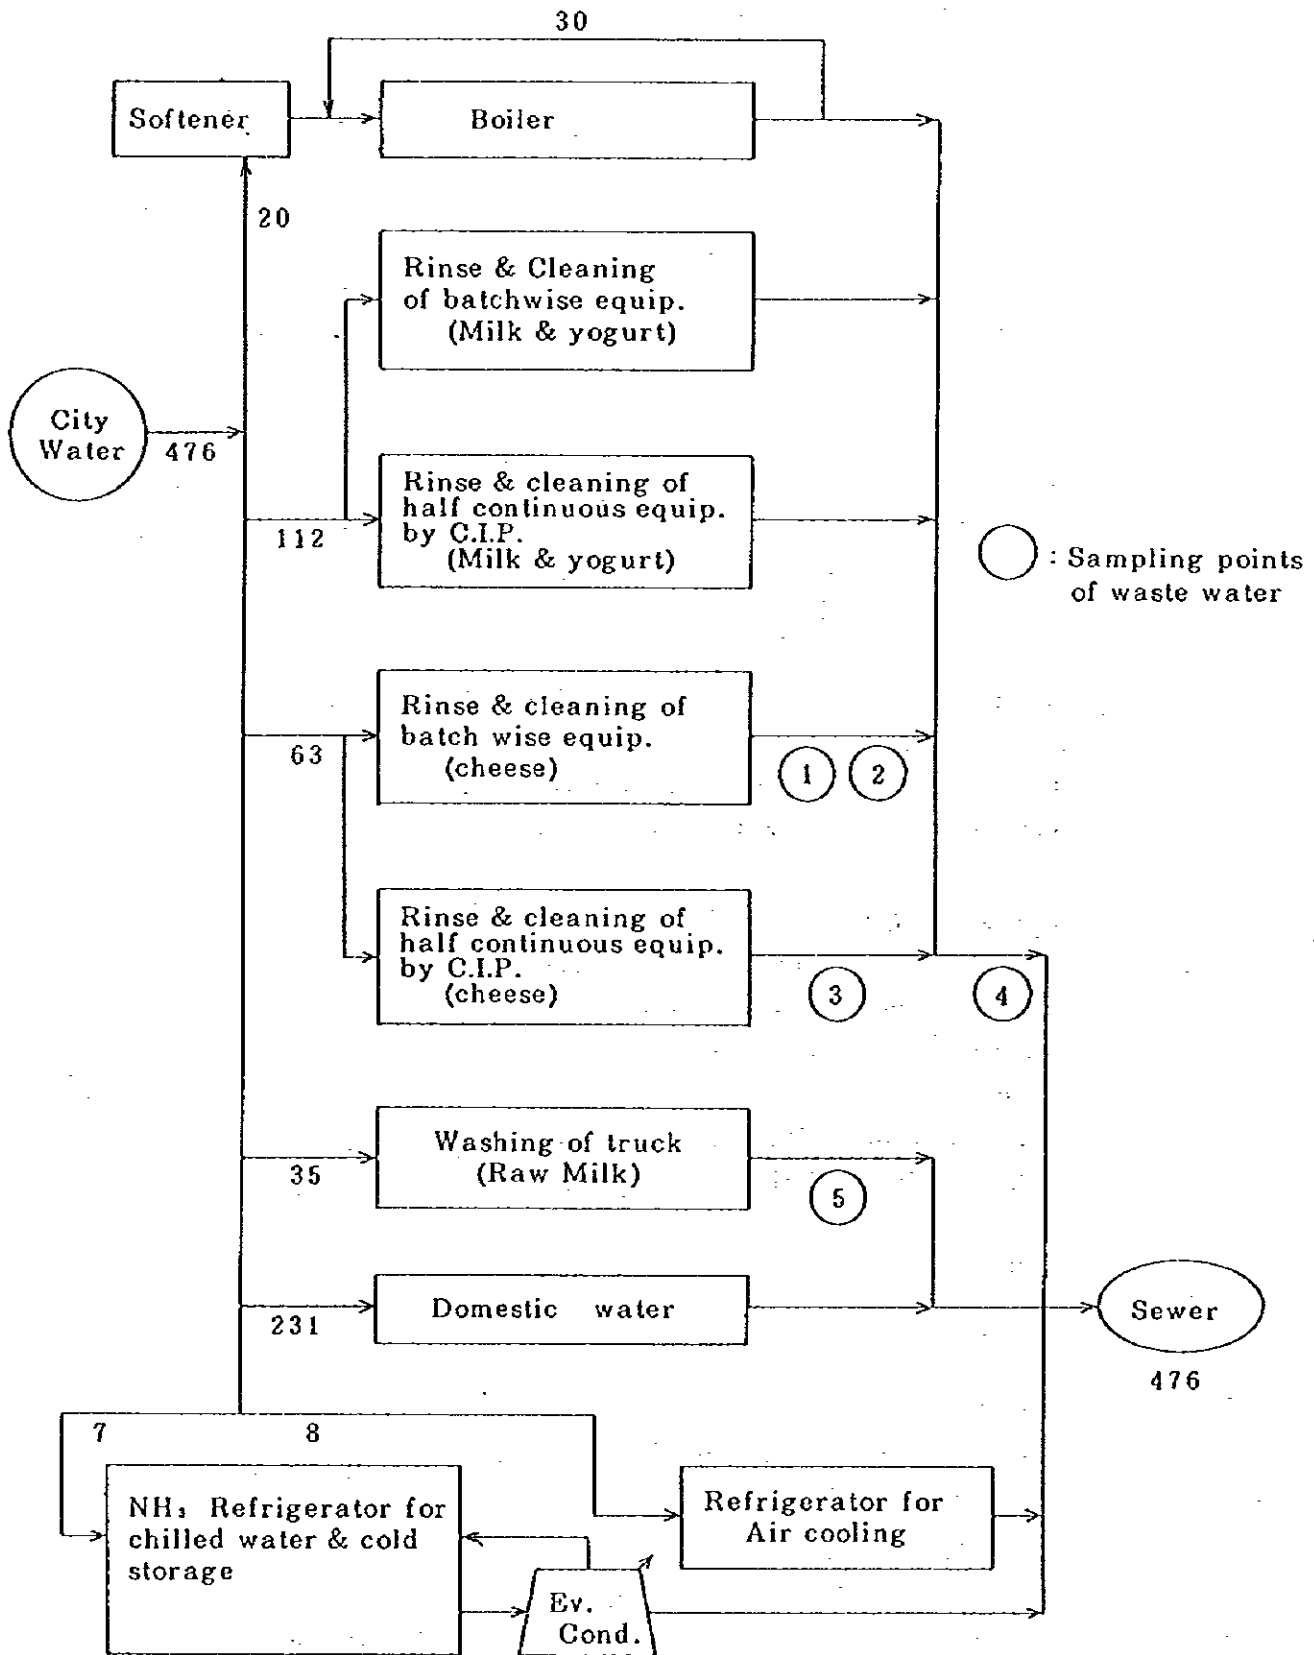 30
Softener
Boiler
20
Rinse & Cleaning
of batchwise equip.
(Milk & yogurt)
City
Water
476
Rinse & cleaning of
half continuous equip.
by C.I.P.
(Milk & yogurt)
112
: Sampling points
of waste water
Rinse & cleaning of
batch wise equip.
(cheese)
63
1 2
Rinse & cleaning of
half continuous equip.
by C.I.P.
(cheese)
3
4
Washing of truck
(Raw Milk)
35
5
Domestic water
231
Sewer
476
7 8
NH₃ Refrigerator for
chilled water & cold
storage
Refrigerator for
Air cooling
Ev.
Cond.